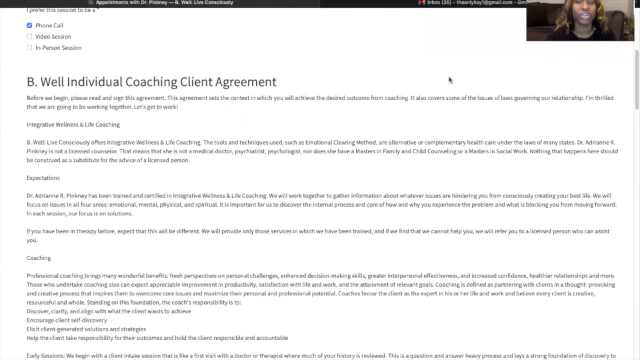 Appointments with Dr. Pinkney — B. Well: Live Consciously
Inbox (35) - thaonlykay1@gmail.com - Gm
I prefer this session to be a *
Phone Call
Video Session
In-Person Session
B. Well Individual Coaching Client Agreement
Before we begin, please read and sign this agreement. This agreement sets the context in which you will achieve the desired outcome from coaching. It also covers some of the issues of laws governing our relationship. I'm thrilled
that we are going to be working together. Let's get to work!
Integrative Wellness & Life Coaching
B. Well: Live Consciously offers Integrative Wellness & Life Coaching. The tools and techniques used, such as Emotional Clearing Method, are alternative or complementary health care under the laws of many states. Dr. Adrianne R.
Pinkney is not a licensed counselor. That means that she is not a medical doctor, psychiatrist, psychologist, nor does she have a Masters in Family and Child Counseling or a Masters in Social Work. Nothing that happens here should
be construed as a substitute for the advice of a licensed person.
Expectations
Dr. Adrianne R. Pinkney has been trained and certified in Integrative Wellness & Life Coaching. We will work together to gather information about whatever issues are hindering you from consciously creating your best life. We will
focus on issues in all four areas: emotional, mental, physical, and spiritual. It is important for us to discover the internal process and core of how and why you experience the problem and what is blocking you from moving forward.
In each session, our focus is on solutions.
If you have been in therapy before, expect that this will be different. We will provide only those services in which we have been trained, and if we find that we cannot help you, we will refer you to a licensed person who can assist
you.
Coaching
Professional coaching brings many wonderful benefits: fresh perspectives on personal challenges, enhanced decision-making skills, greater interpersonal effectiveness, and increased confidence, healthier relationships and more.
Those who undertake coaching also can expect appreciable improvement in productivity, satisfaction with life and work, and the attainment of relevant goals. Coaching is defined as partnering with clients in a thought- provoking
and creative process that inspires them to overcome core issues and maximize their personal and professional potential. Coaches honor the client as the expert in his or her life and work and believe every client is creative,
resourceful and whole. Standing on this foundation, the coach's responsibility is to:
Discover, clarify, and align with what the client wants to achieve
Encourage client self-discovery
Elicit client-generated solutions and strategies
Help the client take responsibility for their outcomes and hold the client responsible and accountable
Early Sessions: We begin with a client intake session that is like a first visit with a doctor or therapist where much of your history is reviewed. This is a question and answer heavy process and lays a strong foundation of discovery to